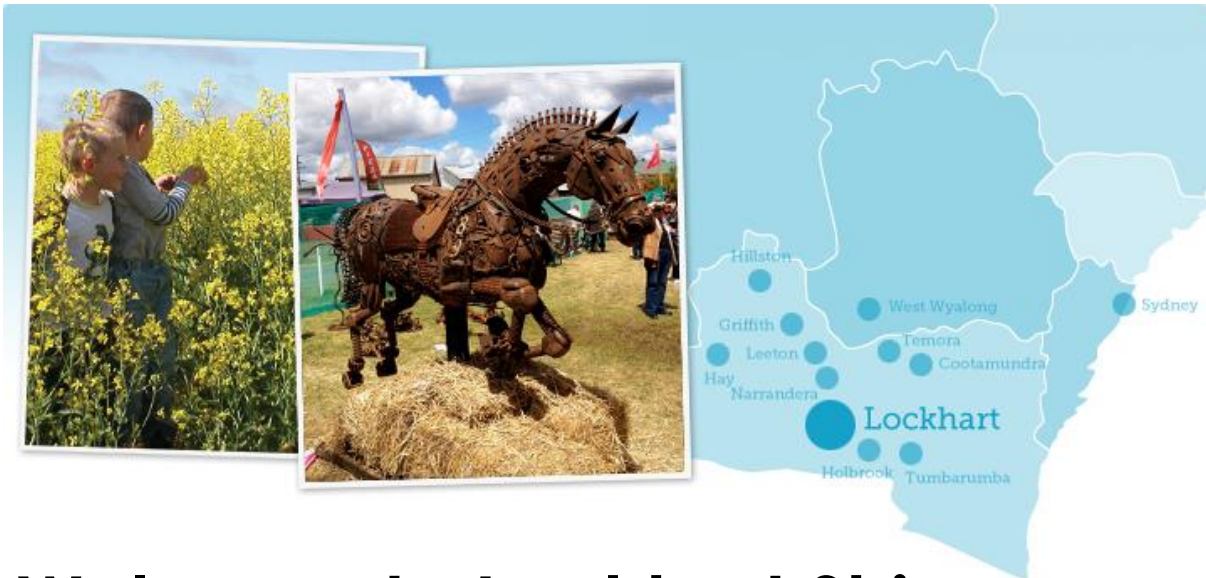 Hillston
West Wyalong
Sydney
Griffith
Temora
Leeton
Cootamundra
Hay
Narrandera
Lockhart
Holbrook
Tumbarumba